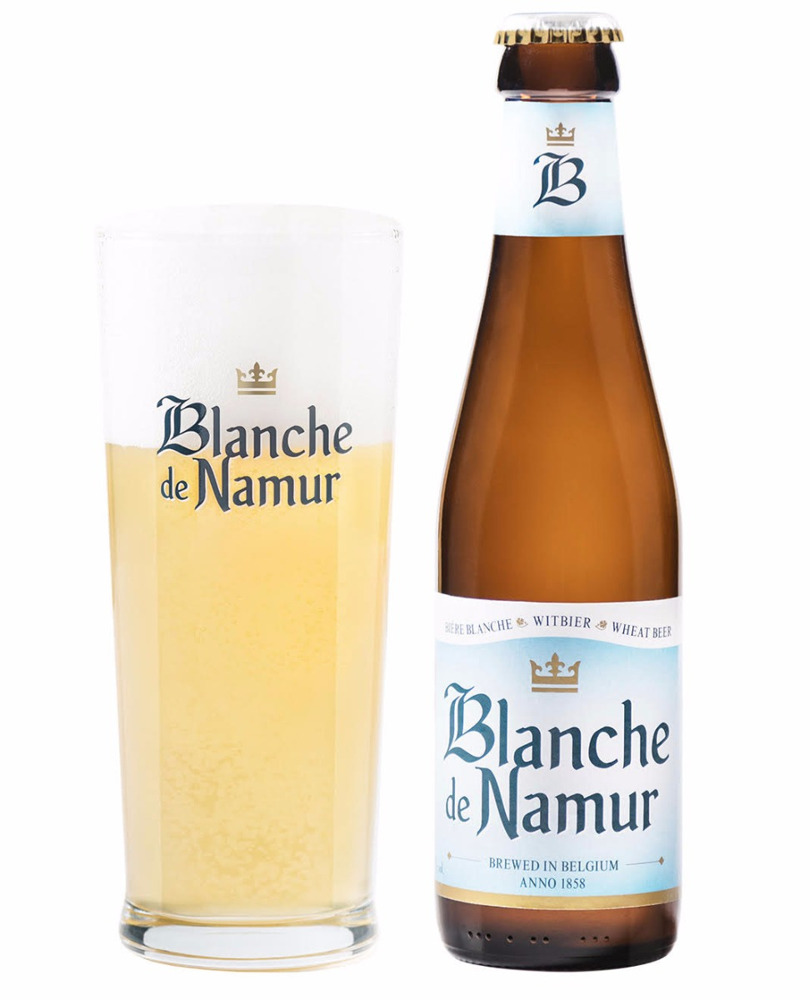 Blanche
de Namur
B
BIÈRE BLANCHE WITBIER WHEAT BEER
Blanche
de Namur
BREWED IN BELGIUM
ANNO 1858